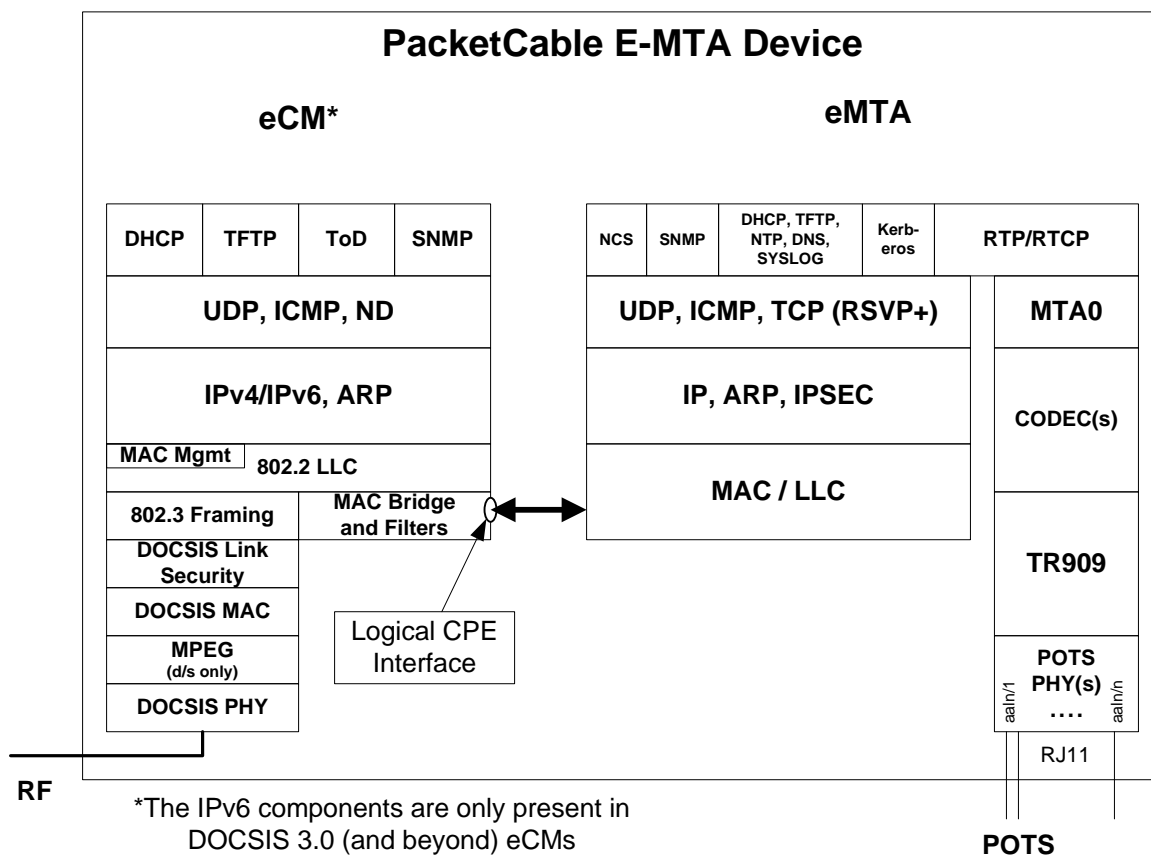 PacketCable E-MTA Device
eCM*
eMTA
DHCP
TFTP
ToD
SNMP
UDP, ICMP, ND
IPv4/IPv6, ARP
MAC Mgmt
802.2 LLC
802.3 Framing
MAC Bridge
and Filters
DOCSIS Link
Security
DOCSIS MAC
MPEG
(d/s only)
DOCSIS PHY
RF
Logical CPE
Interface
NCS
SNMP
DHCP, TFTP,
NTP, DNS,
SYSLOG
Kerb-
eros
RTP/RTCP
UDP, ICMP, TCP (RSVP+)
IP, ARP, IPSEC
MAC / LLC
MTA0
CODEC(s)
TR909
POTS
PHY(s)
....
aaln/1
aaln/n
RJ11
POTS
*The IPv6 components are only present in
DOCSIS 3.0 (and beyond) eCMs